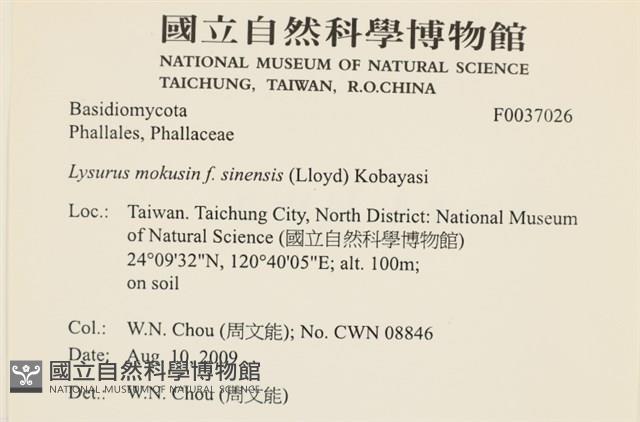 國立自然科學博物館
NATIONAL MUSEUM OF NATURAL SCIENCE
TAICHUNG, TAIWAN, R.O.CHINA
Basidiomycota F0037026
Phallales, Phallaceae
Lysurus mokusin f. sinensis (Lloyd) Kobayasi
Loc.: Taiwan. Taichung City, North District: National Museum
of Natural Science (國立自然科學博物館)
24°09'32"N, 120°40'05"E; alt. 100m;
on soil
Col.: W.N. Chou (周文能); No. CWN 08846
Date: Aug. 10, 2009
國立自然科學博物館
NATIONAL MUSEUM OF NATURAL SCIENCE
Det.: W.N. Chou (周文能)